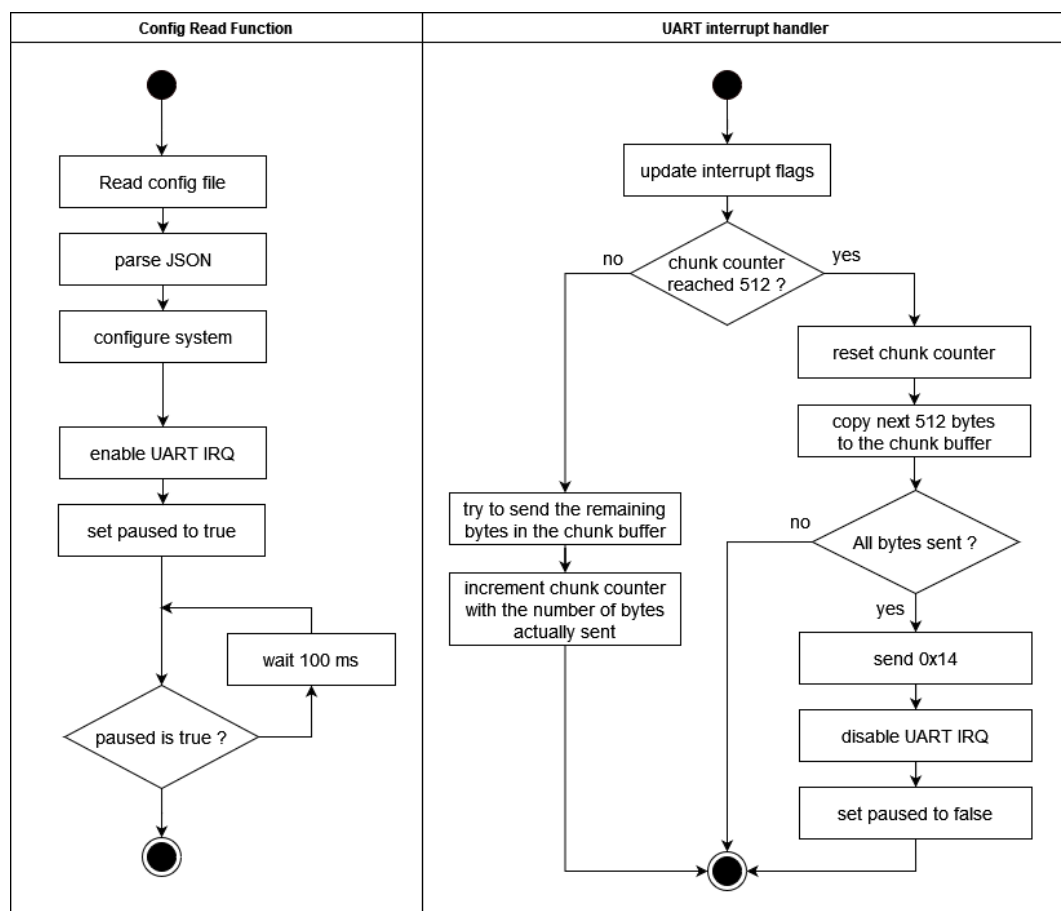 Config Read Function
UART interrupt handler
Read config file
parse JSON
configure system
enable UART IRQ
set paused to true
wait 100 ms
paused is true ?
update interrupt flags
chunk counter
reached 512 ?
no
yes
try to send the remaining
bytes in the chunk buffer
increment chunk counter
with the number of bytes
actually sent
reset chunk counter
copy next 512 bytes
to the chunk buffer
no
All bytes sent ?
yes
send 0x14
disable UART IRQ
set paused to false